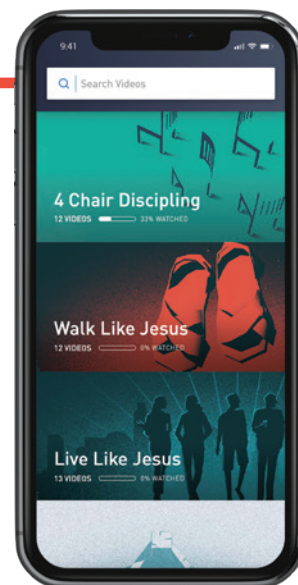 9:41
Search Videos
4 Chair Discipling
12 VIDEOS 33% WATCHED
Walk Like Jesus
12 VIDEOS 0% WATCHED
Live Like Jesus
13 VIDEOS 0% WATCHED